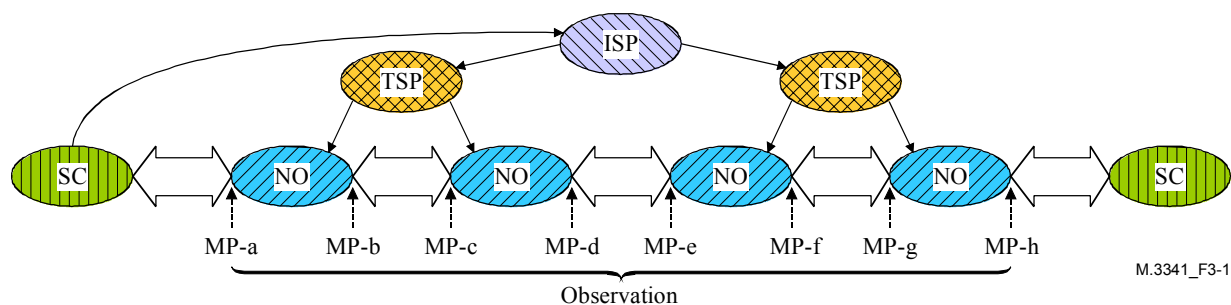 ISP
TSP TSP
SC NO NO NO NO SC
MP-a MP-b MP-c MP-d MP-e MP-f MP-g MP-h
M.3341_F3-1
Observation